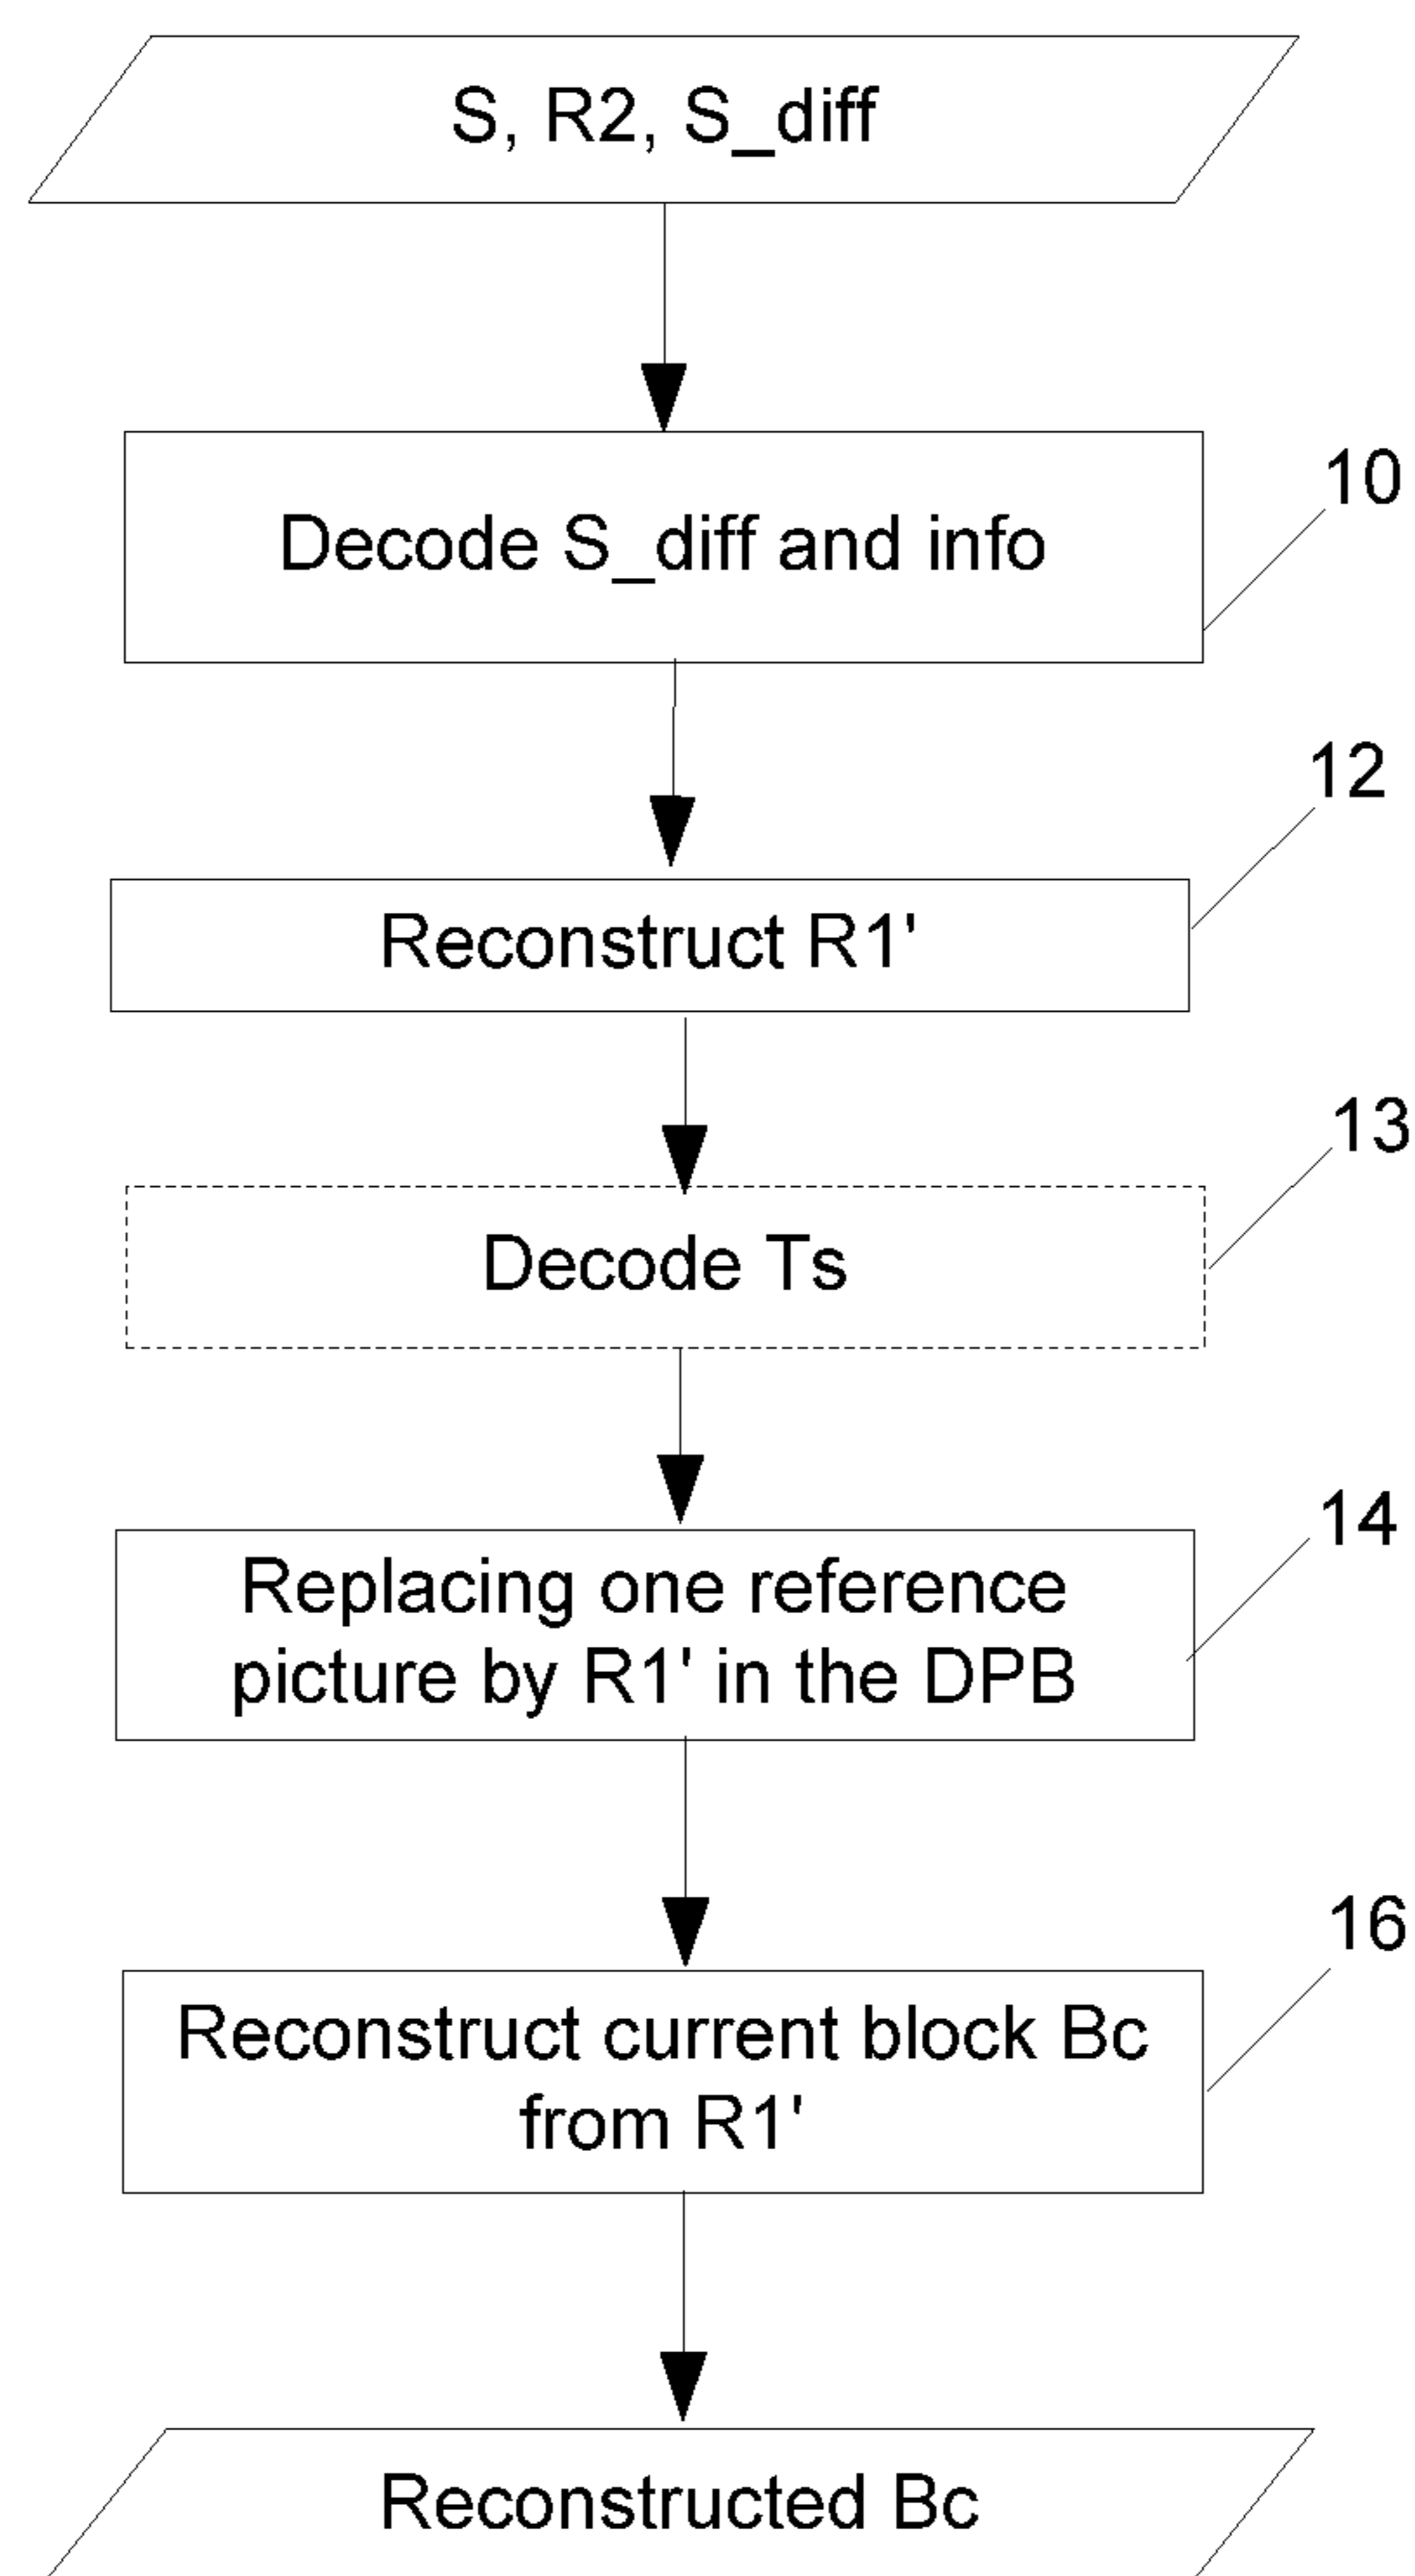 S, R2, S_diff
Decode S_diff and info
10
Reconstruct R1'
12
Decode Ts
13
Replacing one reference
picture by R1' in the DPB
14
Reconstruct current block Bc
from R1'
16
Reconstructed Bc